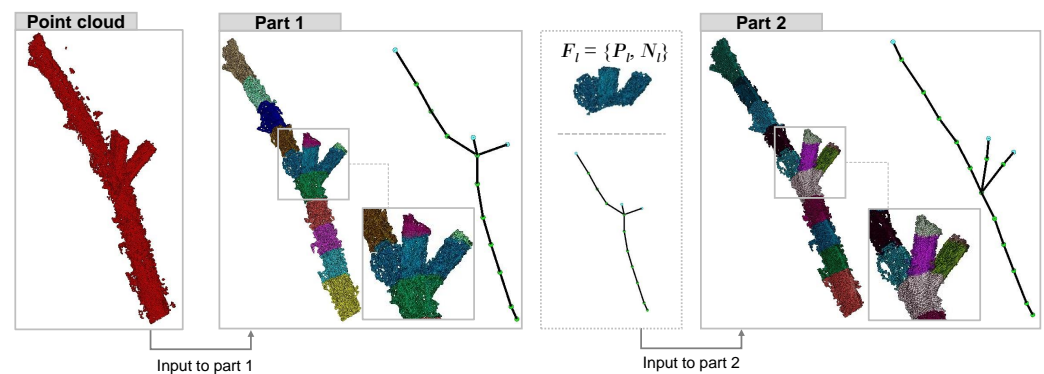 Point cloud
Part 1
F_l = {P_l, N_l}
Part 2
Input to part 1
Input to part 2